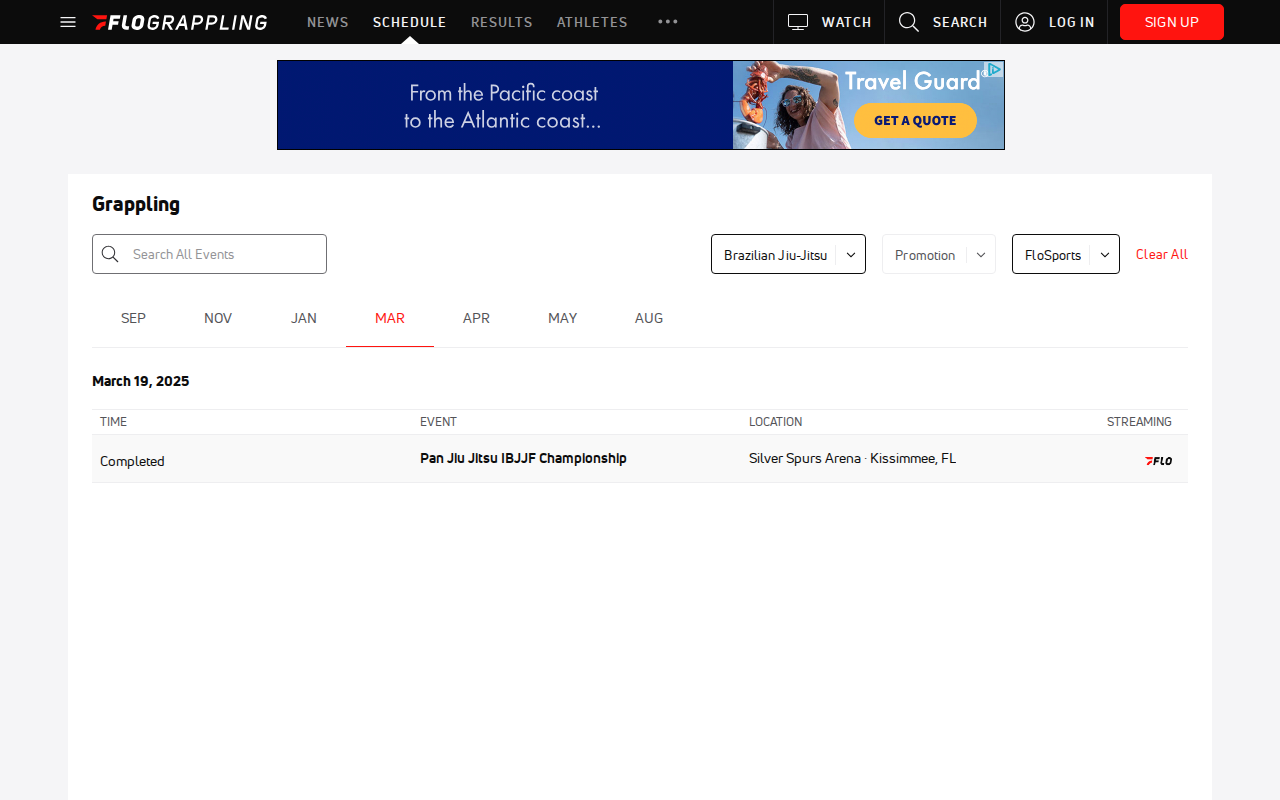 FLOGRAPPLING NEWS SCHEDULE RESULTS ATHLETES WATCH SEARCH LOG IN SIGN UP
From the Pacific coast
to the Atlantic coast...
Travel Guard®
GET A QUOTE
Grappling
Search All Events Brazilian Jiu-Jitsu Promotion FloSports Clear All
SEP NOV JAN MAR APR MAY AUG
March 19, 2025
TIME EVENT LOCATION STREAMING
Completed Pan Jiu Jitsu IBJJF Championship Silver Spurs Arena · Kissimmee, FL FLO